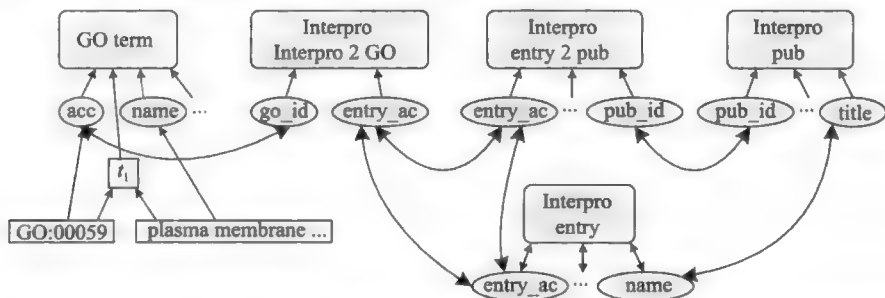 GO term
Interpro
Interpro 2 GO
Interpro
entry 2 pub
Interpro
pub
acc
name
...
go_id
entry_ac
entry_ac
...
pub_id
pub_id
...
title
t1
GO:00059
plasma membrane ...
Interpro
entry
entry_ac
...
name